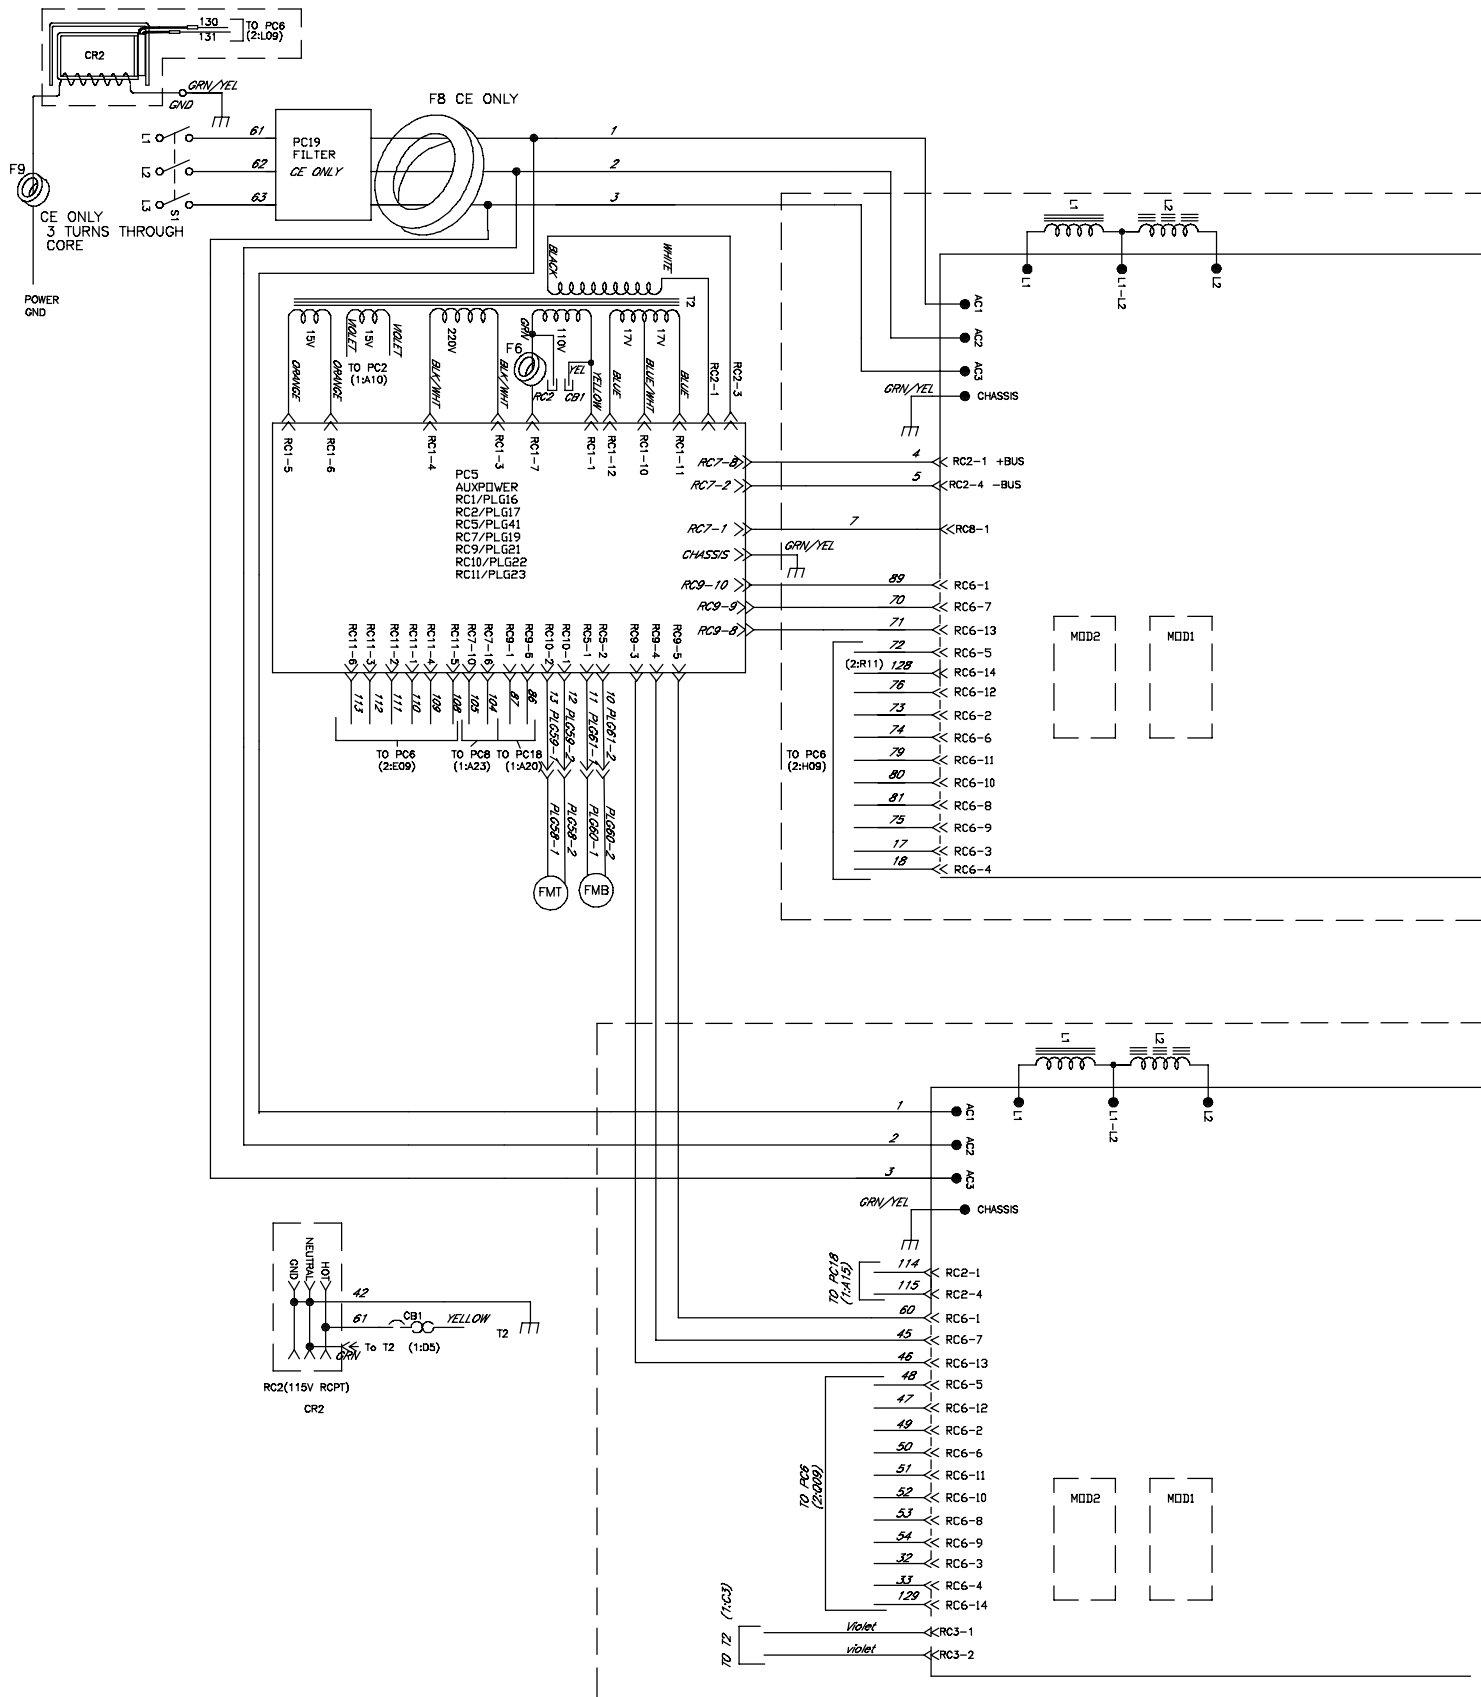 130
131
TO PC6
(2:L09)
CR2
GRN/YEL
GND
F9
CE ONLY
3 TURNS THROUGH
CORE
POWER
GND
L1
L2
L3
S1
61
62
63
PC19
FILTER
CE ONLY
F8 CE ONLY
1
2
3
BLACK
WHITE
T2
15V
VIOLET
15V
VIOLET
TO PC2
(1:A10)
220V
GRN
110V
17V
17V
F6
YEL
RC2
CB1
ORANGE
ORANGE
BLK/WHT
BLK/WHT
YELLOW
BLUE
BLUE/WHT
BLUE
RC2-1
RC2-3
RC1-5
RC1-6
RC1-4
RC1-3
RC1-7
RC1-1
RC1-12
RC1-10
RC1-11
PC5
AUXPOWER
RC1/PLG16
RC2/PLG17
RC5/PLG41
RC7/PLG19
RC9/PLG21
RC10/PLG22
RC11/PLG23
RC7-8
RC7-2
RC7-1
CHASSIS
RC9-10
RC9-9
RC9-8
GRN/YEL
RC11-6
RC11-3
RC11-2
RC11-1
RC11-4
RC11-5
RC7-10
RC7-16
RC9-1
RC9-6
RC10-2
RC10-1
RC5-1
RC5-2
RC9-3
RC9-4
RC9-5
113
112
111
110
109
108
105
104
87
86
13 PLG59-1
12 PLG59-2
11 PLG61-1
10 PLG61-2
TO PC6
(2:E09)
TO PC8
(1:A23)
TO PC18
(1:A20)
PLG58-1
PLG58-2
PLG60-1
PLG60-2
FMT
FMB
L1
L2
L1
L1-L2
L2
AC1
AC2
AC3
GRN/YEL
CHASSIS
4
RC2-1 +BUS
5
RC2-4 -BUS
7
RC8-1
89
RC6-1
70
RC6-7
71
RC6-13
72
RC6-5
(2:R11)
128
RC6-14
76
RC6-12
73
RC6-2
74
RC6-6
79
RC6-11
80
RC6-10
81
RC6-8
75
RC6-9
17
RC6-3
18
RC6-4
TO PC6
(2:H09)
MOD2
MOD1
L1
L2
L1
L1-L2
L2
1
AC1
2
AC2
3
AC3
GRN/YEL
CHASSIS
TO PC18
(1:A15)
114
RC2-1
115
RC2-4
60
RC6-1
45
RC6-7
46
RC6-13
48
RC6-5
47
RC6-12
49
RC6-2
50
RC6-6
51
RC6-11
52
RC6-10
53
RC6-8
54
RC6-9
32
RC6-3
33
RC6-4
129
RC6-14
TO PC6
(2:O09)
Violet
RC3-1
violet
RC3-2
TO T2
(1:C3)
MOD2
MOD1
GND
NEUTRAL
HOT
42
61
CB1
YELLOW
T2
GRN
To T2
(1:D5)
RC2(115V RCPT)
CR2